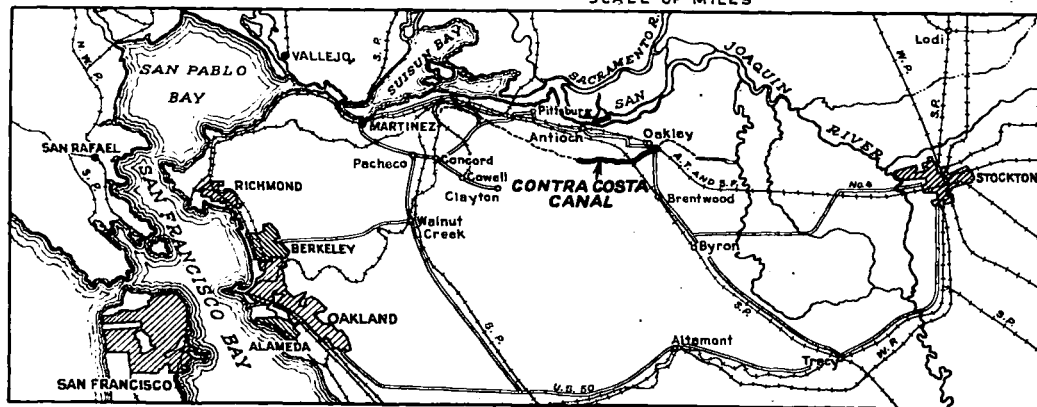 SCALE OF MILES
N.W.P.
VALLEJO
S.P.
SUISUN BAY
SACRAMENTO R.
SAN JOAQUIN RIVER
W.P.
Lodi
S.P.
SAN PABLO
BAY
MARTINEZ
Pittsburg
Antioch
Oakley
A.T. AND S.F.
SAN RAFAEL
S.P.
Pacheco
Concord
Cowell
Clayton
CONTRA COSTA
CANAL
Brentwood
NO. 4
STOCKTON
RICHMOND
SAN FRANCISCO BAY
BERKELEY
Walnut
Creek
Byron
OAKLAND
ALAMEDA
S.P.
S.P.
Altamont
Tracy
W.P.
S.P.
SAN FRANCISCO
U.S. 50